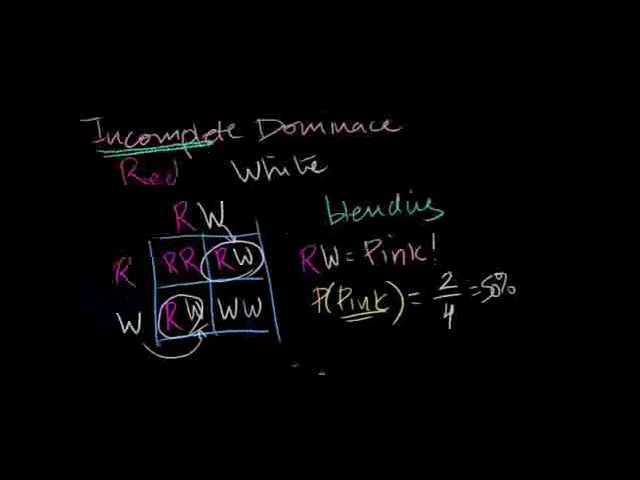 Incomplete Dominace
Red White
R W
blending
R RR RW
RW = Pink!
W RW WW
P(Pink) = 2/4 = 50%